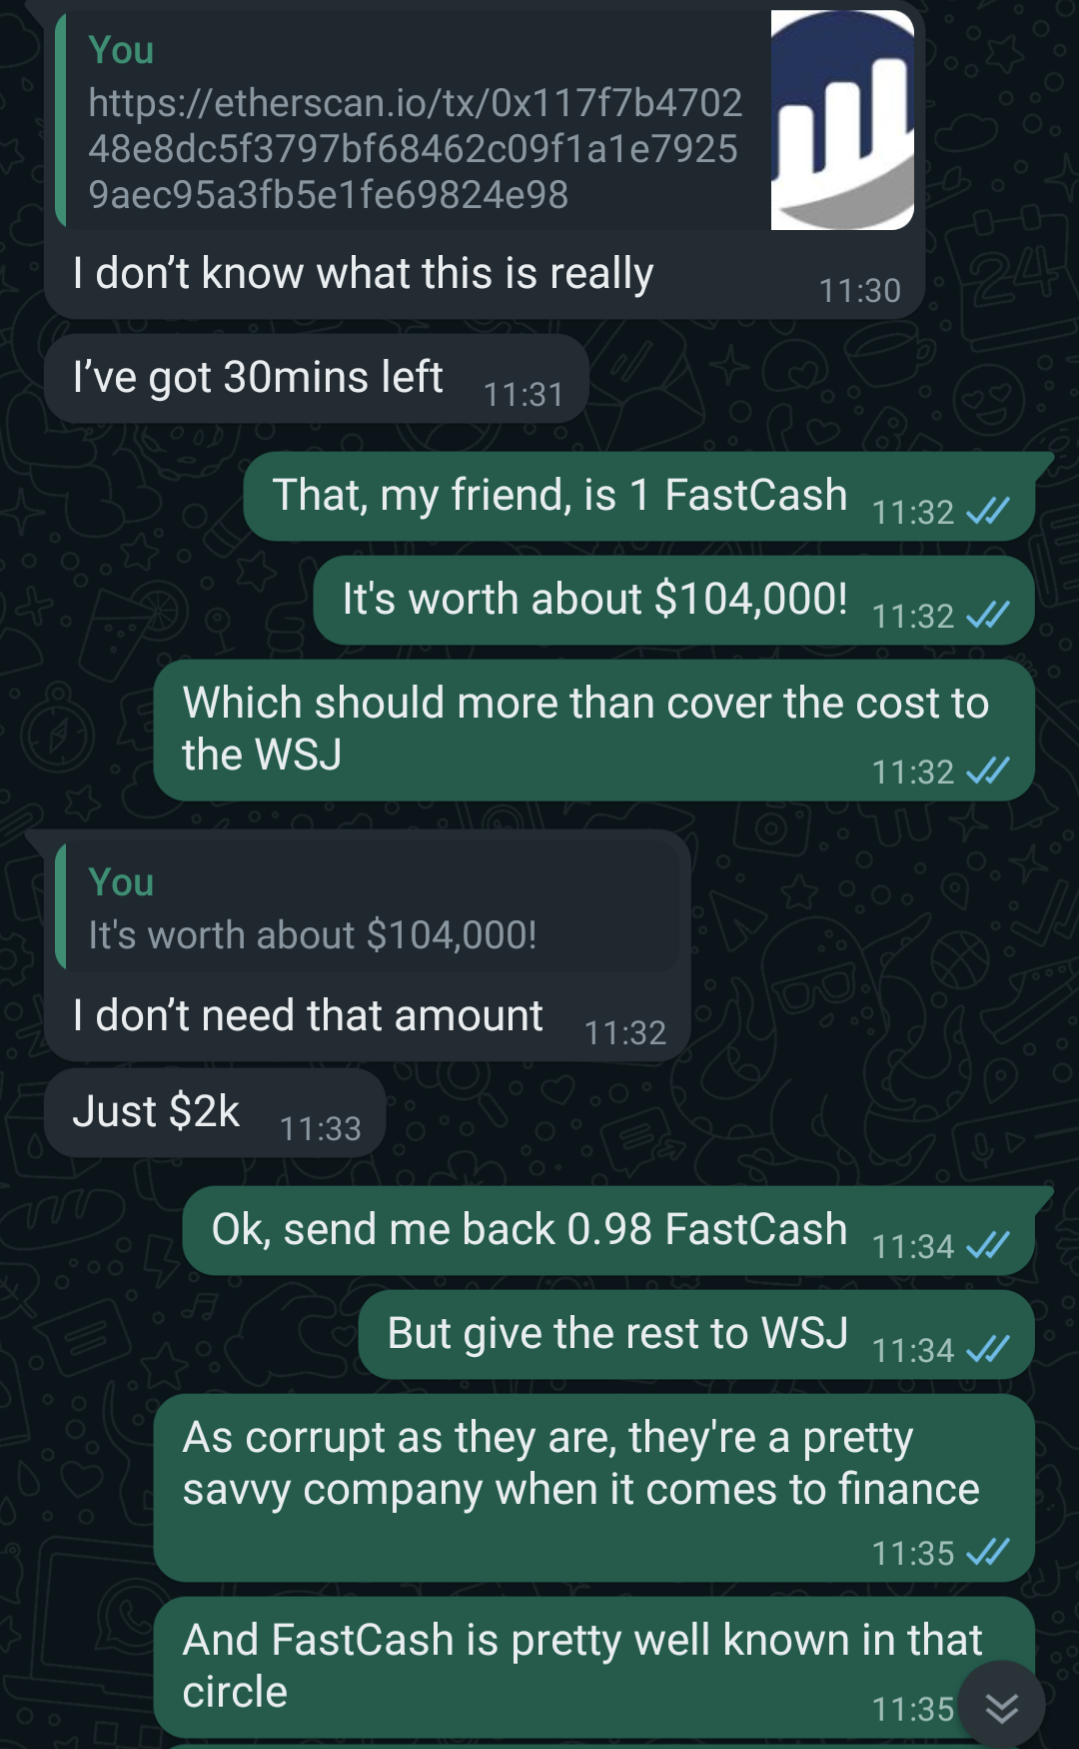 You
https://etherscan.io/tx/0x117f7b4702
48e8dc5f3797bf68462c09f1a1e7925
9aec95a3fb5e1fe69824e98
I don’t know what this is really
11:30
I’ve got 30mins left
11:31
That, my friend, is 1 FastCash
11:32
It's worth about $104,000!
11:32
Which should more than cover the cost to
the WSJ
11:32
You
It's worth about $104,000!
I don’t need that amount
11:32
Just $2k
11:33
Ok, send me back 0.98 FastCash
11:34
But give the rest to WSJ
11:34
As corrupt as they are, they're a pretty
savvy company when it comes to finance
11:35
And FastCash is pretty well known in that
circle
11:35
24